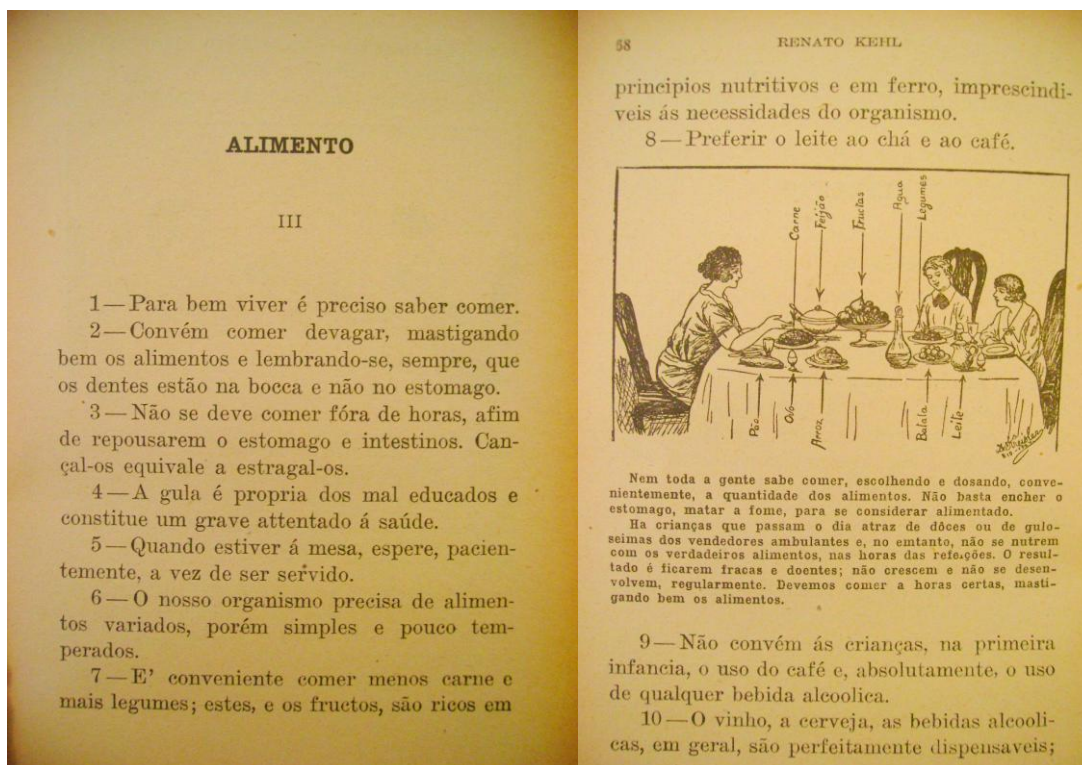 ALIMENTO
III
1—Para bem viver é preciso saber comer.
2—Convém comer devagar, mastigando
bem os alimentos e lembrando-se, sempre, que
os dentes estão na bocca e não no estomago.
3—Não se deve comer fóra de horas, afim
de repousarem o estomago e intestinos. Can-
çal-os equivale a estragal-os.
4—A gula é propria dos mal educados e
constitue um grave attentado á saúde.
5—Quando estiver á mesa, espere, pacien-
temente, a vez de ser servido.
6—O nosso organismo precisa de alimen-
tos variados, porém simples e pouco tem-
perados.
7—E' conveniente comer menos carne e
mais legumes; estes, e os fructos, são ricos em
58
RENATO KEHL
principios nutritivos e em ferro, imprescindi-
veis ás necessidades do organismo.
8—Preferir o leite ao chá e ao café.
Carne
Feijão
Fructas
Agua
Legumes
Pão
Ovo
Arroz
Batata
Leite
Nem toda a gente sabe comer, escolhendo e dosando, conve-
nientemente, a quantidade dos alimentos. Não basta encher o
estomago, matar a fome, para se considerar alimentado.
Ha crianças que passam o dia atraz de dôces ou de gulo-
seimas dos vendedores ambulantes e, no emtanto, não se nutrem
com os verdadeiros alimentos, nas horas das refeições. O resul-
tado é ficarem fracas e doentes; não crescem e não se desen-
volvem, regularmente. Devemos comer a horas certas, masti-
gando bem os alimentos.
9—Não convém ás crianças, na primeira
infancia, o uso do café e, absolutamente, o uso
de qualquer bebida alcoolica.
10—O vinho, a cerveja, as bebidas alcooli-
cas, em geral, são perfeitamente dispensaveis;